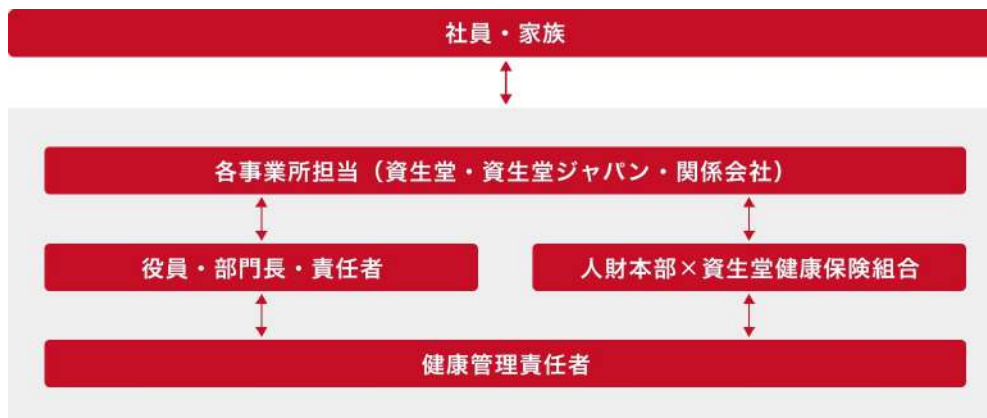 社員・家族
各事業所担当（資生堂・資生堂ジャパン・関係会社）
役員・部門長・責任者
人財本部×資生堂健康保険組合
健康管理責任者